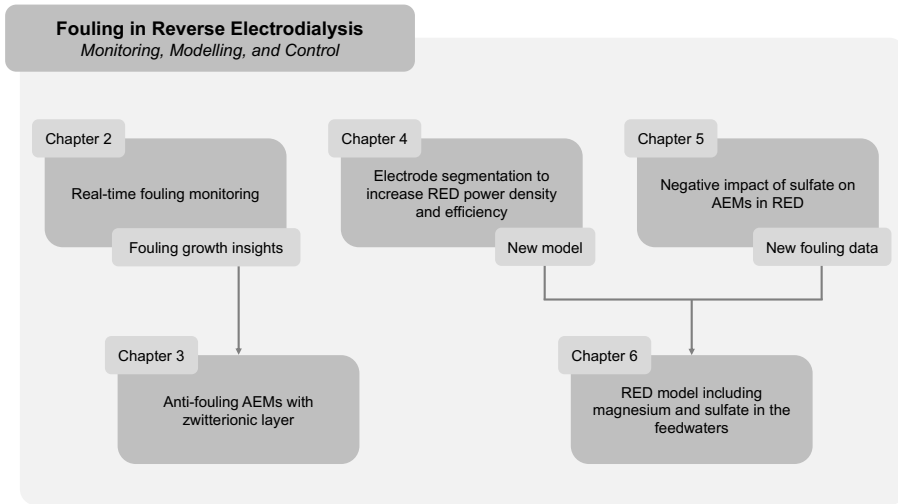 Fouling in Reverse Electrodialysis
Monitoring, Modelling, and Control
Chapter 2
Real-time fouling monitoring
Fouling growth insights
Chapter 4
Electrode segmentation to
increase RED power density
and efficiency
New model
Chapter 5
Negative impact of sulfate on
AEMs in RED
New fouling data
Chapter 3
Anti-fouling AEMs with
zwitterionic layer
Chapter 6
RED model including
magnesium and sulfate in the
feedwaters